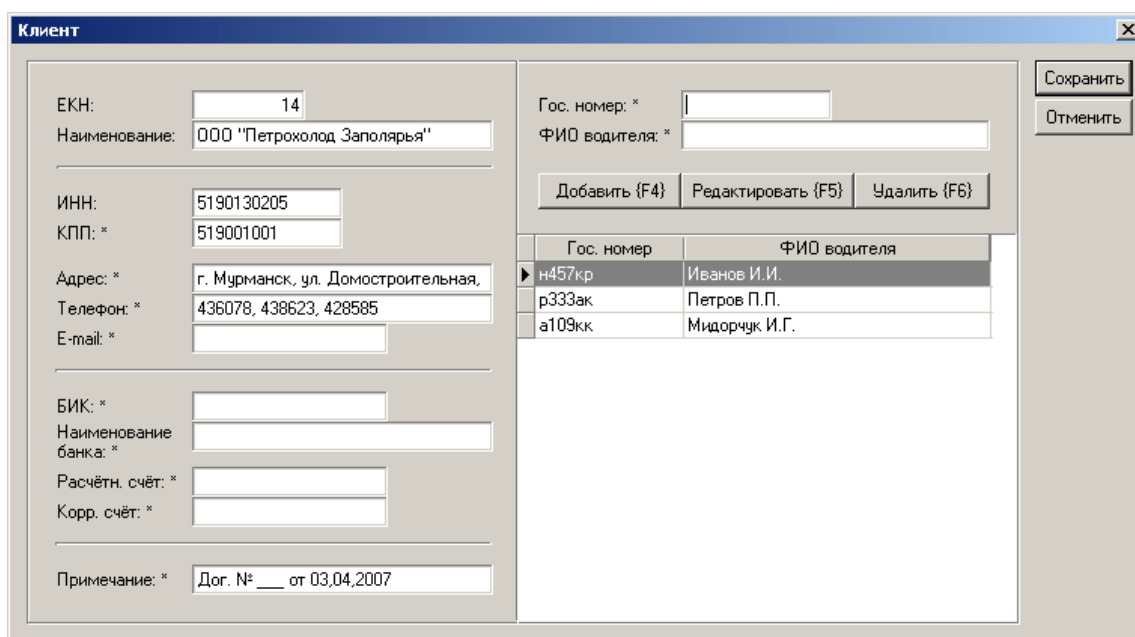 Клиент
ЕКН: 14
Наименование: ООО "Петрохолод Заполярья"
ИНН: 5190130205
КПП: * 519001001
Адрес: * г. Мурманск, ул. Домостроительная,
Телефон: * 436078, 438623, 428585
E-mail: *
БИК: *
Наименование
банка: *
Расчётн. счёт: *
Корр. счёт: *
Примечание: * Дог. № ___ от 03,04,2007
Гос. номер: *
ФИО водителя: *
Добавить {F4} Редактировать {F5} Удалить {F6}
Гос. номер ФИО водителя
н457кр Иванов И.И.
р333ак Петров П.П.
а109кк Мидорчук И.Г.
Сохранить
Отменить